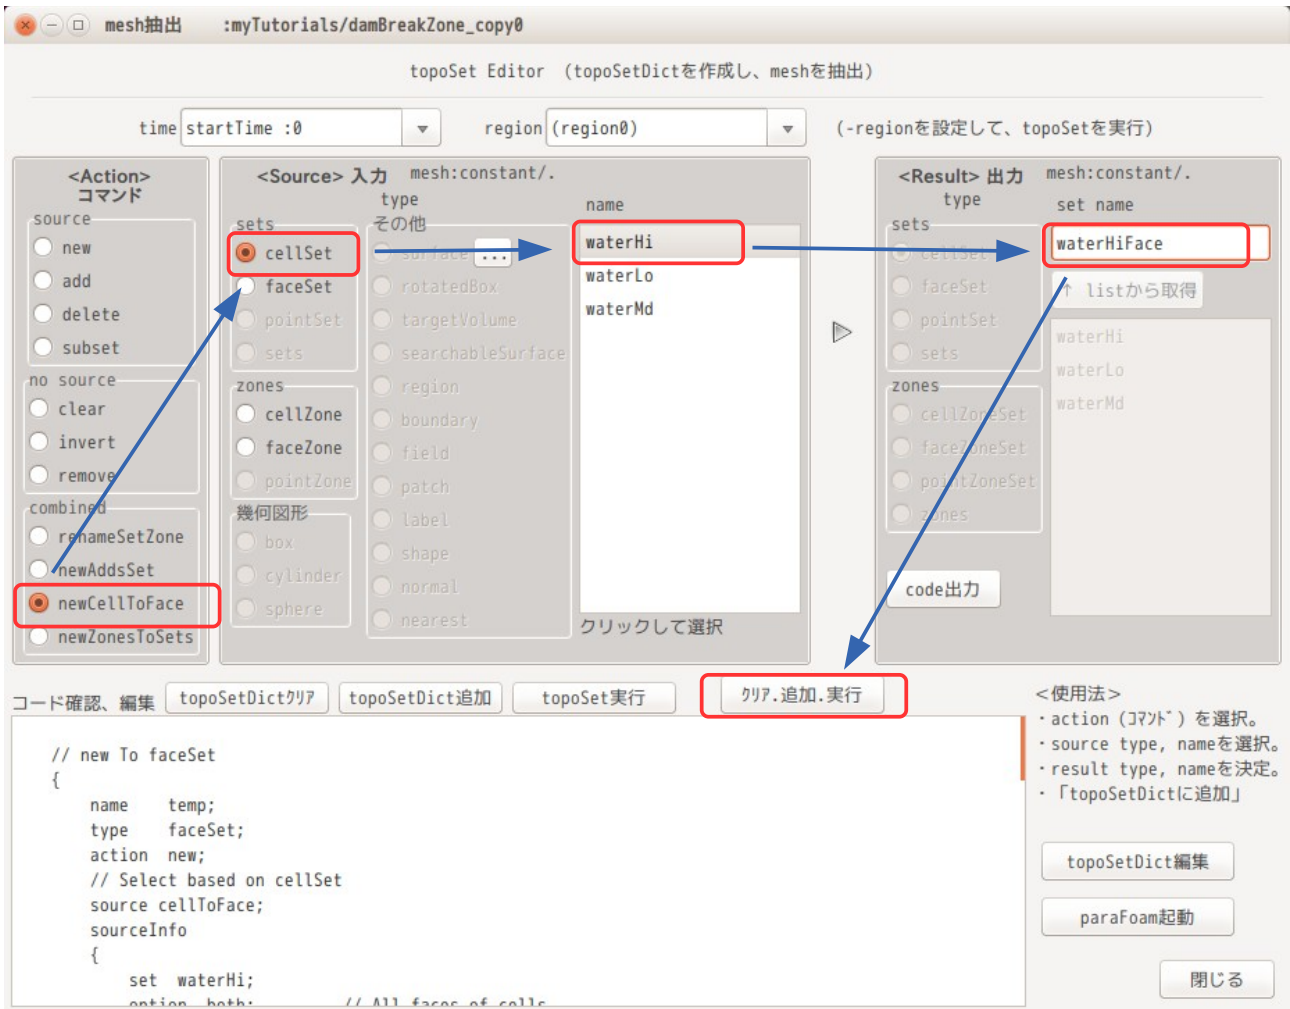 mesh抽出 :myTutorials/damBreakZone_copy0
topoSet Editor （topoSetDictを作成し、meshを抽出）
time startTime :0 region (region0) (-regionを設定して、topoSetを実行)
<Action>
コマンド
source
new
add
delete
subset
no source
clear
invert
remove
combined
renameSetZone
newAddsSet
newCellToFace
newZonesToSets
<Source> 入力 mesh:constant/.
type
name
sets
cellSet
faceSet
pointSet
sets
zones
cellZone
faceZone
pointZone
幾何図形
box
cylinder
sphere
その他
surface ...
rotatedBox
targetVolume
searchableSurface
region
boundary
field
patch
label
shape
normal
nearest
waterHi
waterLo
waterMd
クリックして選択
<Result> 出力 mesh:constant/.
type
set name
sets
cellSet
faceSet
pointSet
sets
zones
cellZoneSet
faceZoneSet
pointZoneSet
zones
code出力
waterHiFace
↑ listから取得
waterHi
waterLo
waterMd
コード確認、編集 topoSetDictｸﾘｱ topoSetDict追加 topoSet実行 ｸﾘｱ.追加.実行
// new To faceSet
{
name temp;
type faceSet;
action new;
// Select based on cellSet
source cellToFace;
sourceInfo
{
set waterHi;
option both; // All faces of cells
<使用法>
・action (ｺﾏﾝﾄﾞ) を選択。
・source type, nameを選択。
・result type, nameを決定。
・「topoSetDictに追加」
topoSetDict編集
paraFoam起動
閉じる